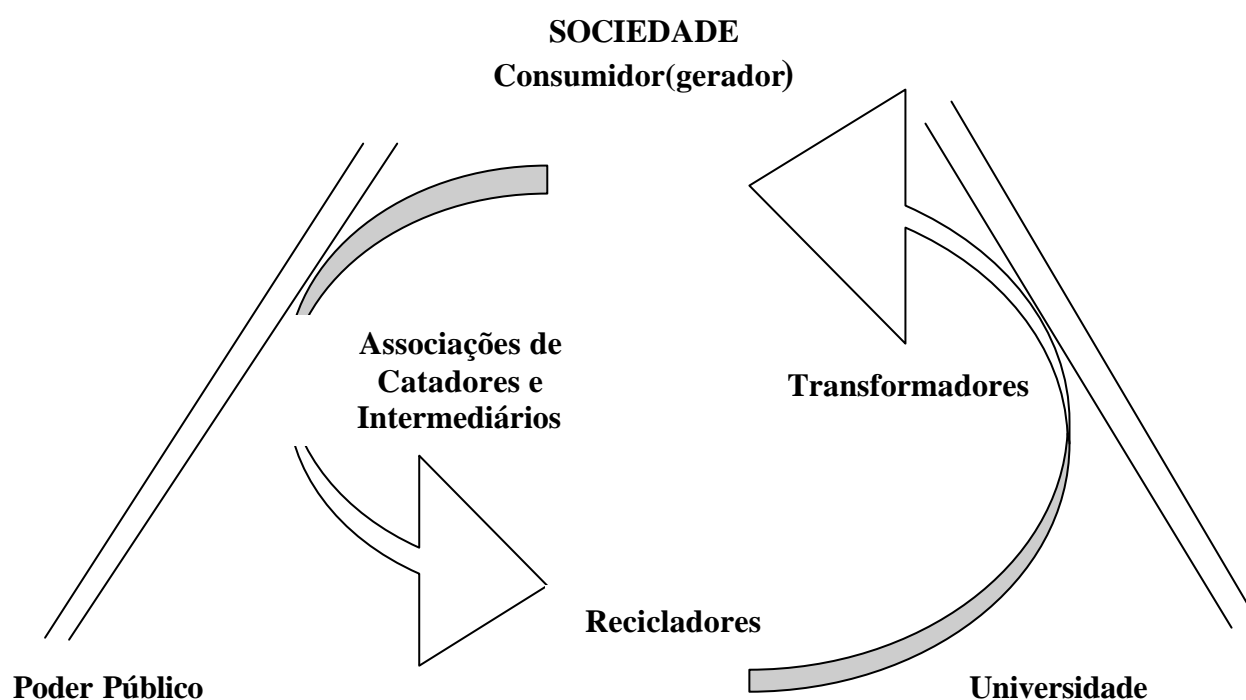 SOCIEDADE
Consumidor(gerador)
Associações de
Catadores e
Intermediários
Transformadores
Recicladores
Poder Público
Universidade